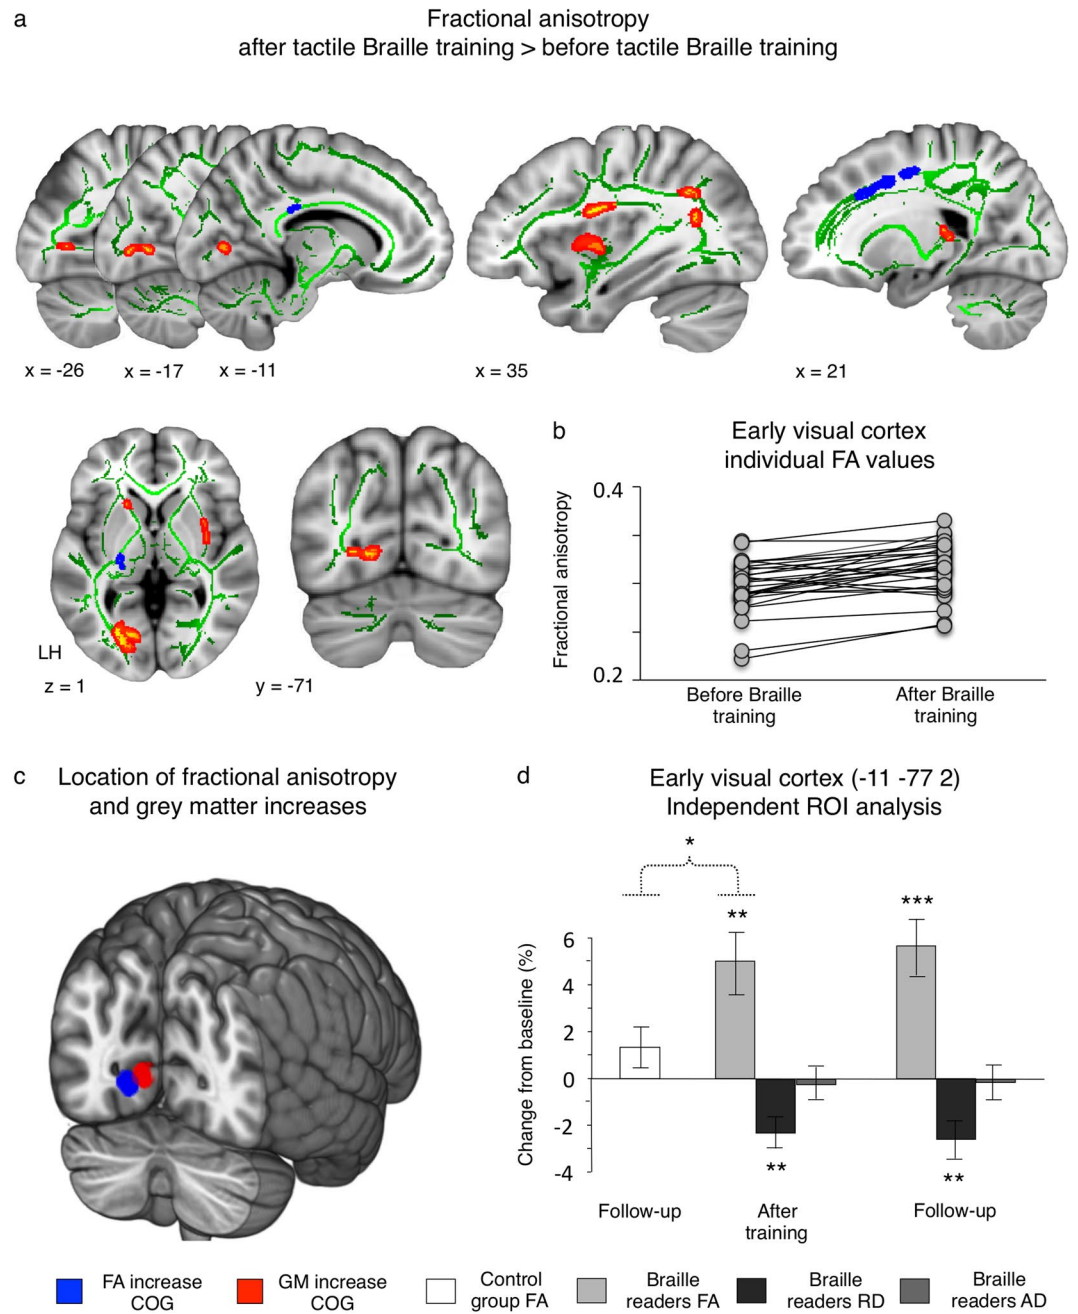 a
Fractional anisotropy
after tactile Braille training > before tactile Braille training
x = -26
x = -17
x = -11
x = 35
x = 21
LH
z = 1
y = -71
b
Early visual cortex
individual FA values
Fractional anisotropy
0.4
0.2
Before Braille
training
After Braille
training
c
Location of fractional anisotropy
and grey matter increases
d
Early visual cortex (-11 -77 2)
Independent ROI analysis
*
**
***
Change from baseline (%)
6
4
2
0
-2
-4
**
**
Follow-up
After
training
Follow-up
FA increase
COG
GM increase
COG
Control
group FA
Braille
readers FA
Braille
readers RD
Braille
readers AD